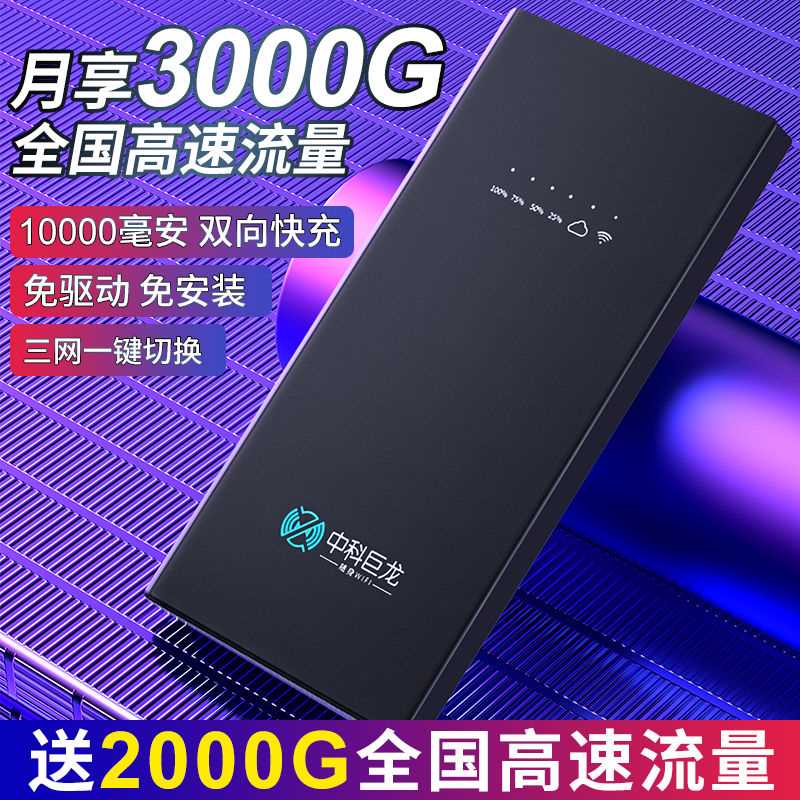 月享3000G
全国高速流量
10000毫安 双向快充
免驱动 免安装
三网一键切换
100% 75% 50% 25%
中科巨龙
随身WiFi
送2000G全国高速流量